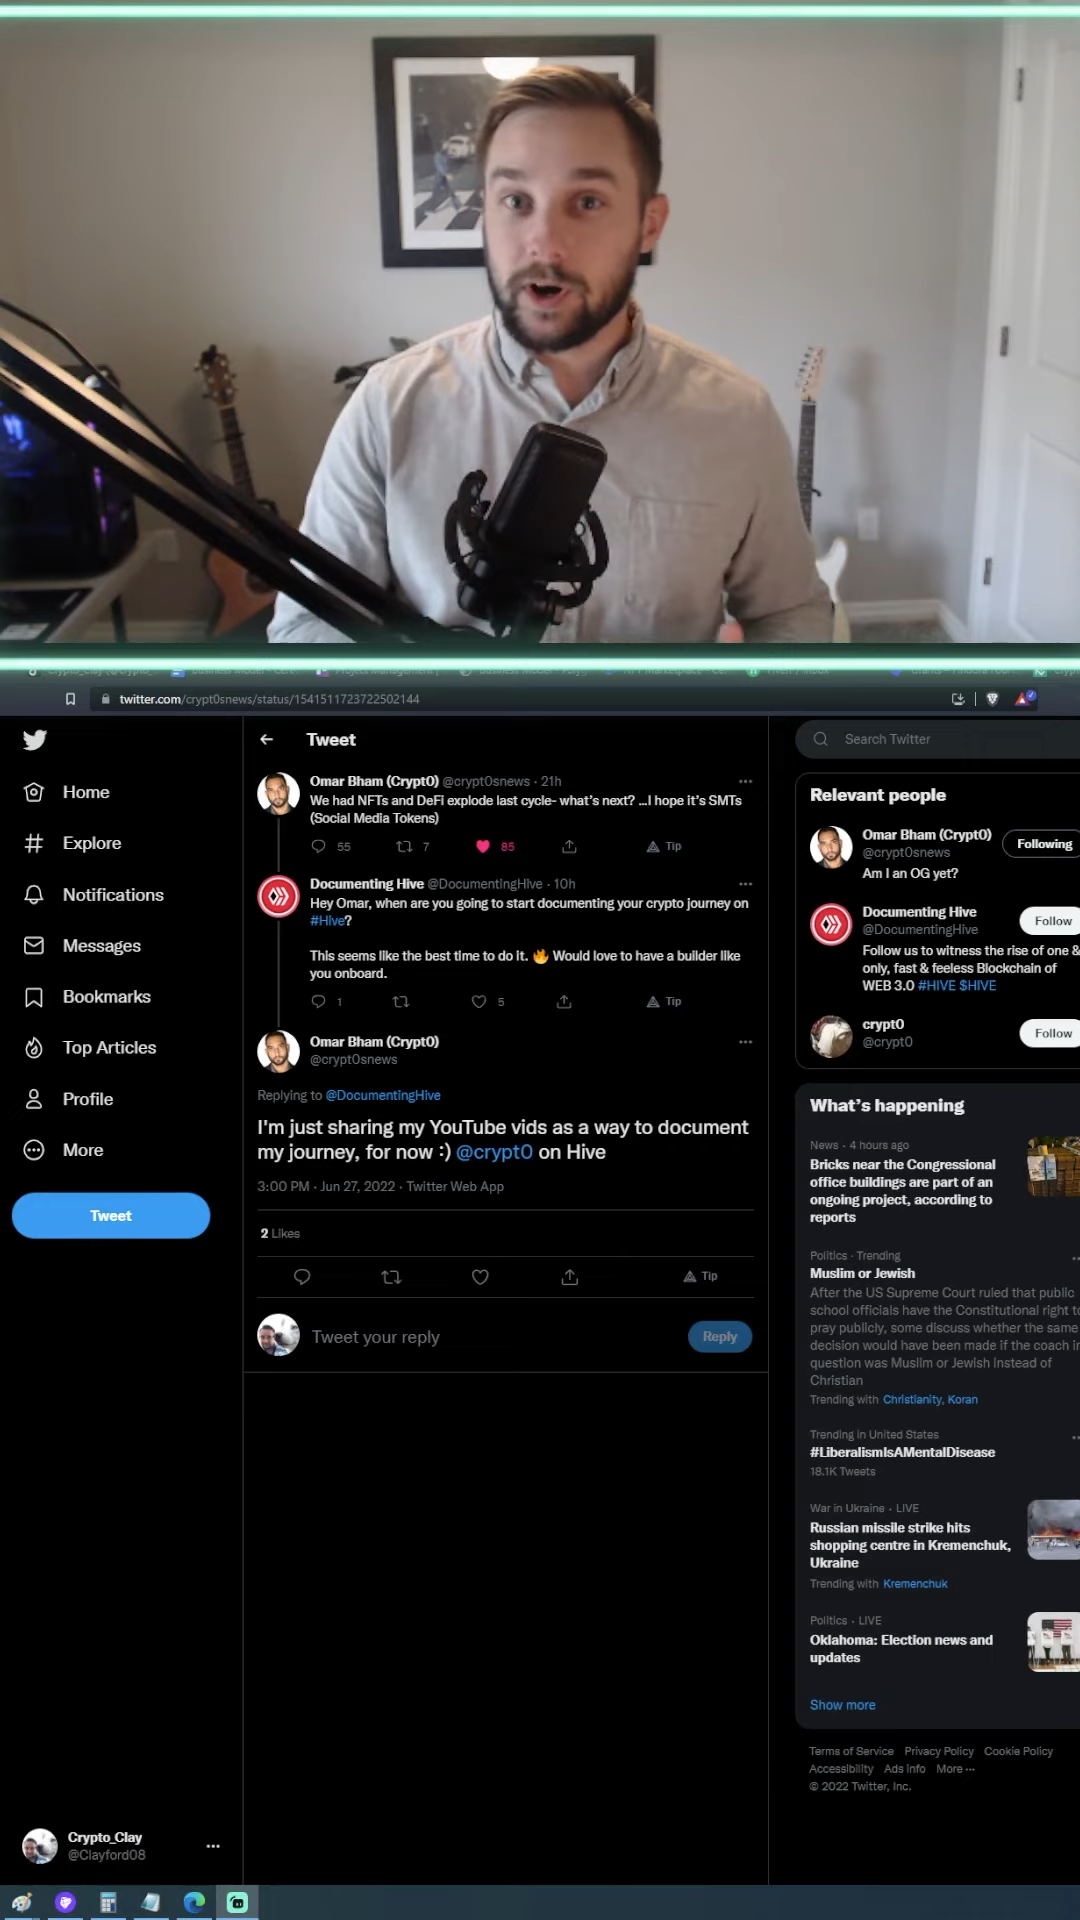 twitter.com/crypt0snews/status/1541511723722502144
Home
Explore
Notifications
Messages
Bookmarks
Top Articles
Profile
More
Tweet
Crypto_Clay
@Clayford08
Tweet
Omar Bham (Crypt0) @crypt0snews · 21h
We had NFTs and DeFi explode last cycle- what's next? ...I hope it's SMTs
(Social Media Tokens)
55 7 85 Tip
Documenting Hive @DocumentingHive · 10h
Hey Omar, when are you going to start documenting your crypto journey on
#Hive?
This seems like the best time to do it. 🔥 Would love to have a builder like
you onboard.
1 5 Tip
Omar Bham (Crypt0)
@crypt0snews
Replying to @DocumentingHive
I'm just sharing my YouTube vids as a way to document
my journey, for now :) @crypt0 on Hive
3:00 PM · Jun 27, 2022 · Twitter Web App
2 Likes
Tip
Tweet your reply
Reply
Search Twitter
Relevant people
Omar Bham (Crypt0)
@crypt0snews
Following
Am I an OG yet?
Documenting Hive
@DocumentingHive
Follow
Follow us to witness the rise of one &
only, fast & feeless Blockchain of
WEB 3.0 #HIVE $HIVE
crypt0
@crypt0
Follow
What's happening
News · 4 hours ago
Bricks near the Congressional
office buildings are part of an
ongoing project, according to
reports
Politics · Trending
Muslim or Jewish
After the US Supreme Court ruled that public
school officials have the Constitutional right to
pray publicly, some discuss whether the same
decision would have been made if the coach in
question was Muslim or Jewish instead of
Christian
Trending with Christianity, Koran
Trending in United States
#LiberalismIsAMentalDisease
18.1K Tweets
War in Ukraine · LIVE
Russian missile strike hits
shopping centre in Kremenchuk,
Ukraine
Trending with Kremenchuk
Politics · LIVE
Oklahoma: Election news and
updates
Show more
Terms of Service Privacy Policy Cookie Policy
Accessibility Ads info More ···
© 2022 Twitter, Inc.